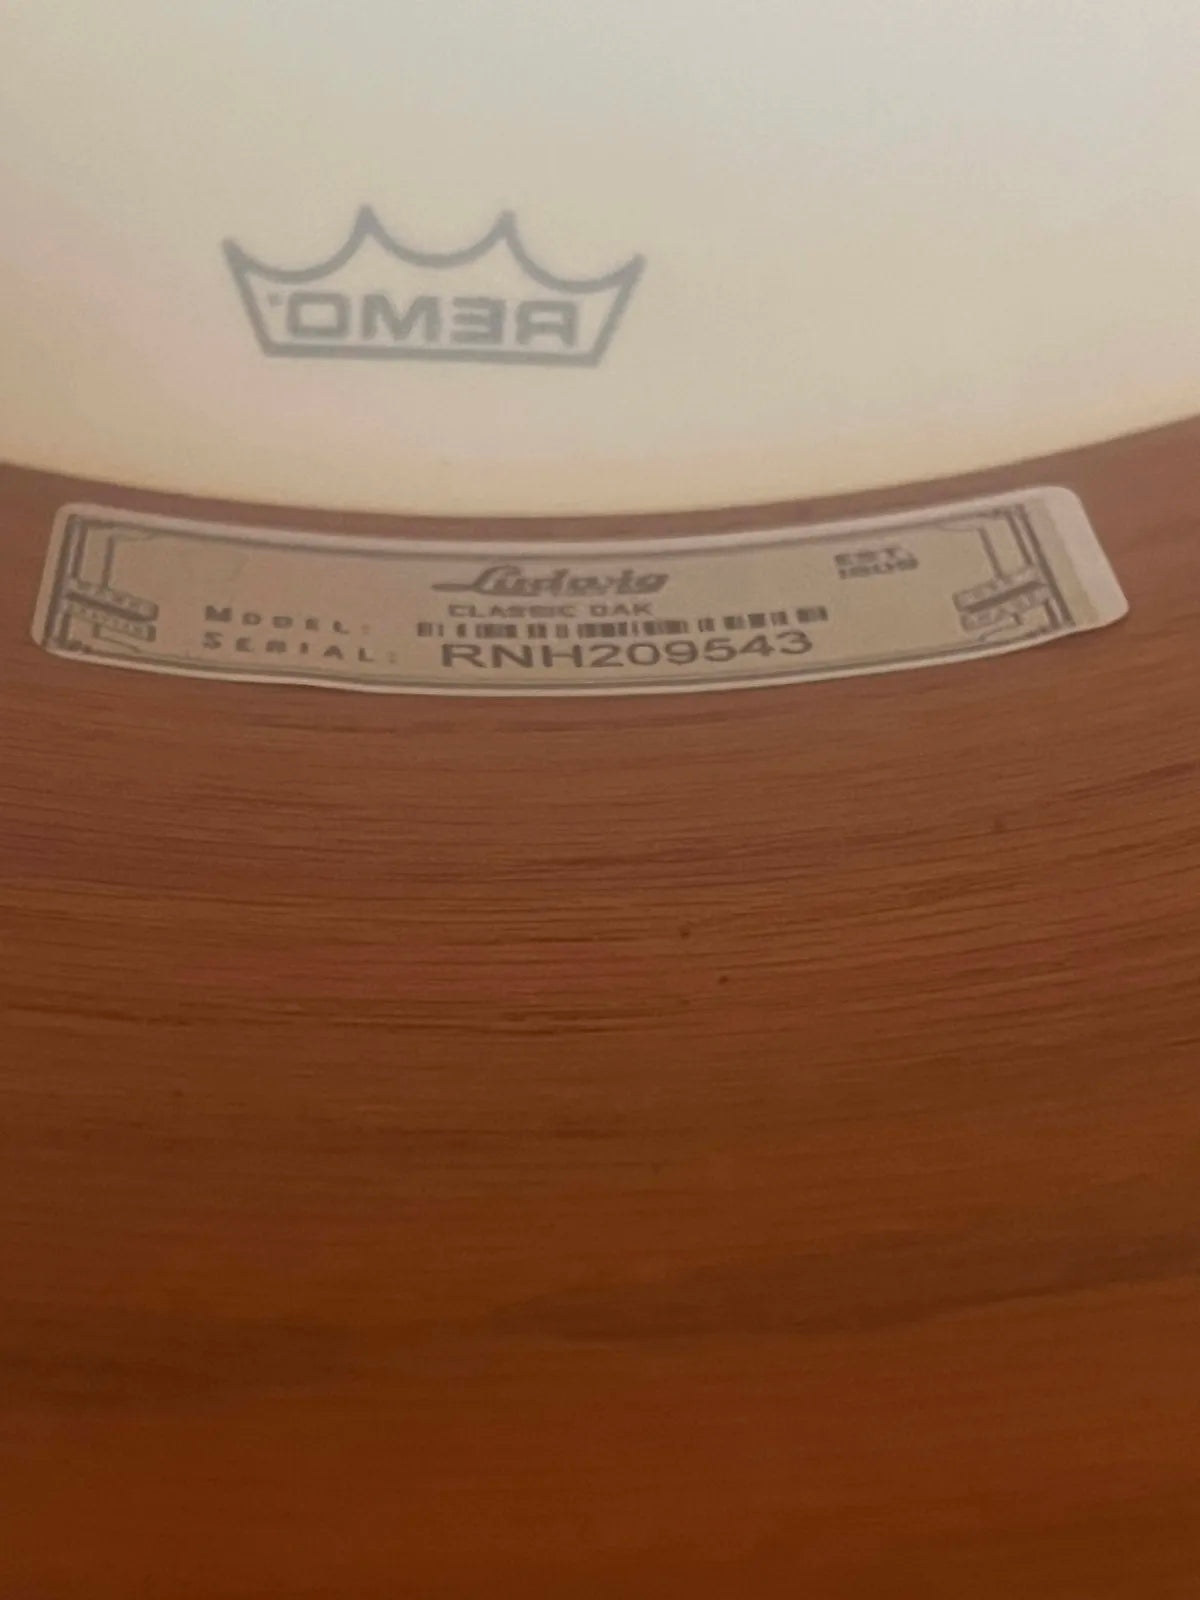 REMO
Ludwig
EST.
1909
CLASSIC OAK
MODEL:
SERIAL: RNH209543